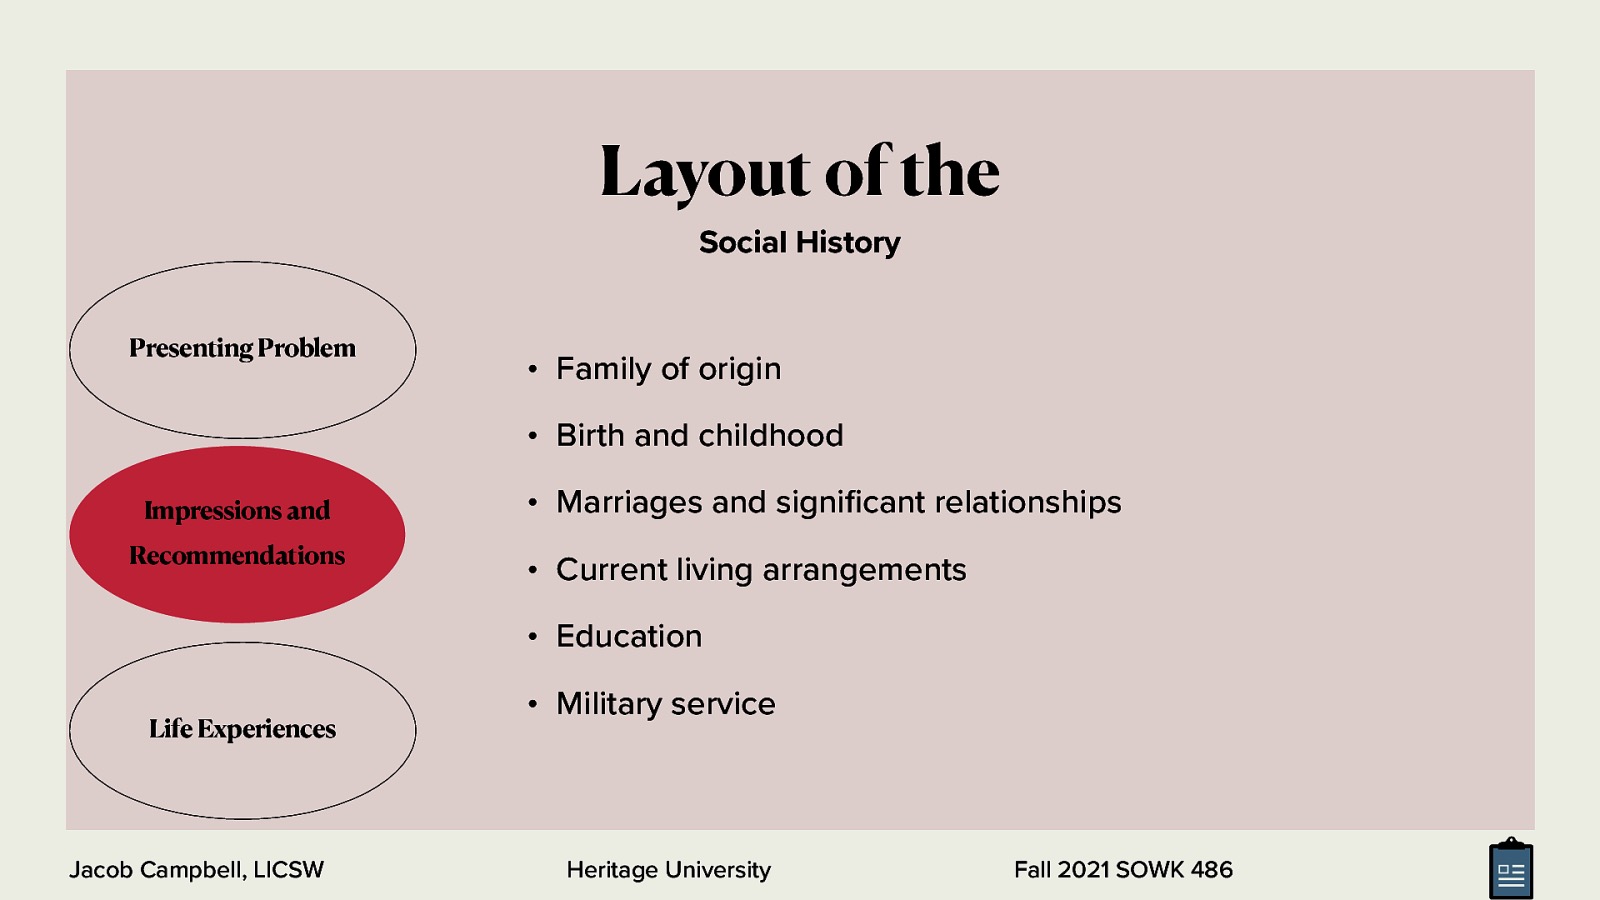 Layout of the
Social History
Presenting Problem
Impressions and
Recommendations
Life Experiences
• Family of origin
• Birth and childhood
• Marriages and significant relationships
• Current living arrangements
• Education
• Military service
Jacob Campbell, LICSW
Heritage University
Fall 2021 SOWK 486